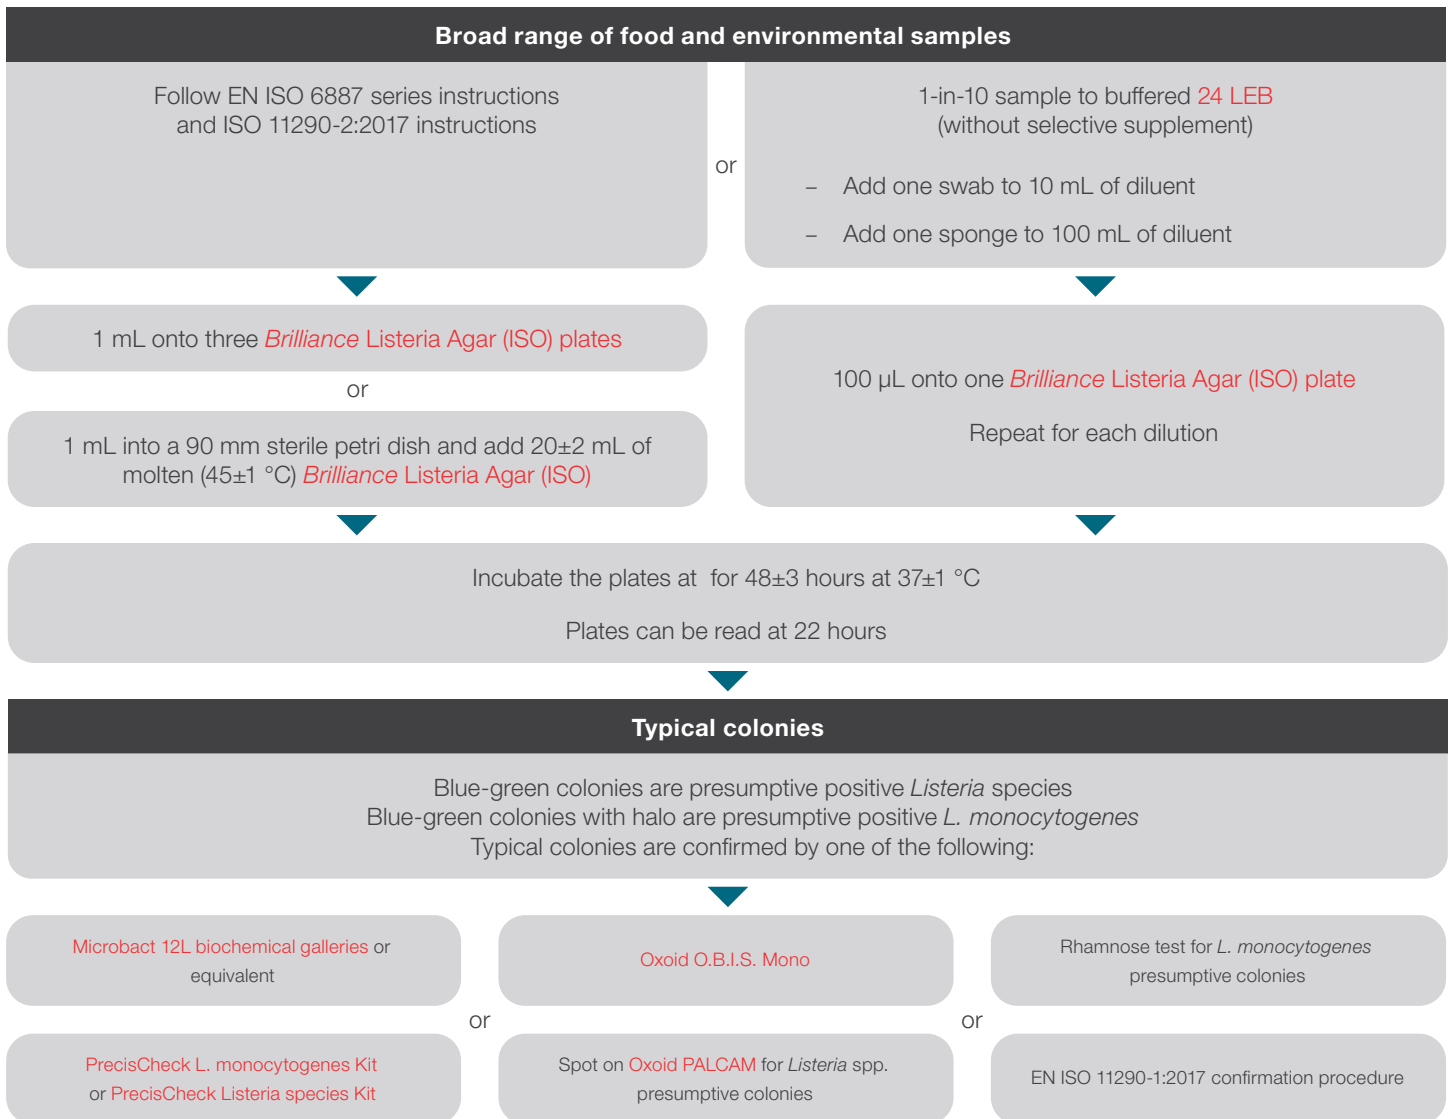 Broad range of food and environmental samples
Follow EN ISO 6887 series instructions
and ISO 11290-2:2017 instructions
or
1-in-10 sample to buffered 24 LEB
(without selective supplement)
– Add one swab to 10 mL of diluent
– Add one sponge to 100 mL of diluent
1 mL onto three Brilliance Listeria Agar (ISO) plates
or
1 mL into a 90 mm sterile petri dish and add 20±2 mL of
molten (45±1 °C) Brilliance Listeria Agar (ISO)
100 µL onto one Brilliance Listeria Agar (ISO) plate
Repeat for each dilution
Incubate the plates at  for 48±3 hours at 37±1 °C
Plates can be read at 22 hours
Typical colonies
Blue-green colonies are presumptive positive Listeria species
Blue-green colonies with halo are presumptive positive L. monocytogenes
Typical colonies are confirmed by one of the following:
Microbact 12L biochemical galleries or
equivalent
Oxoid O.B.I.S. Mono
Rhamnose test for L. monocytogenes
presumptive colonies
or
or
PrecisCheck L. monocytogenes Kit
or PrecisCheck Listeria species Kit
Spot on Oxoid PALCAM for Listeria spp.
presumptive colonies
EN ISO 11290-1:2017 confirmation procedure